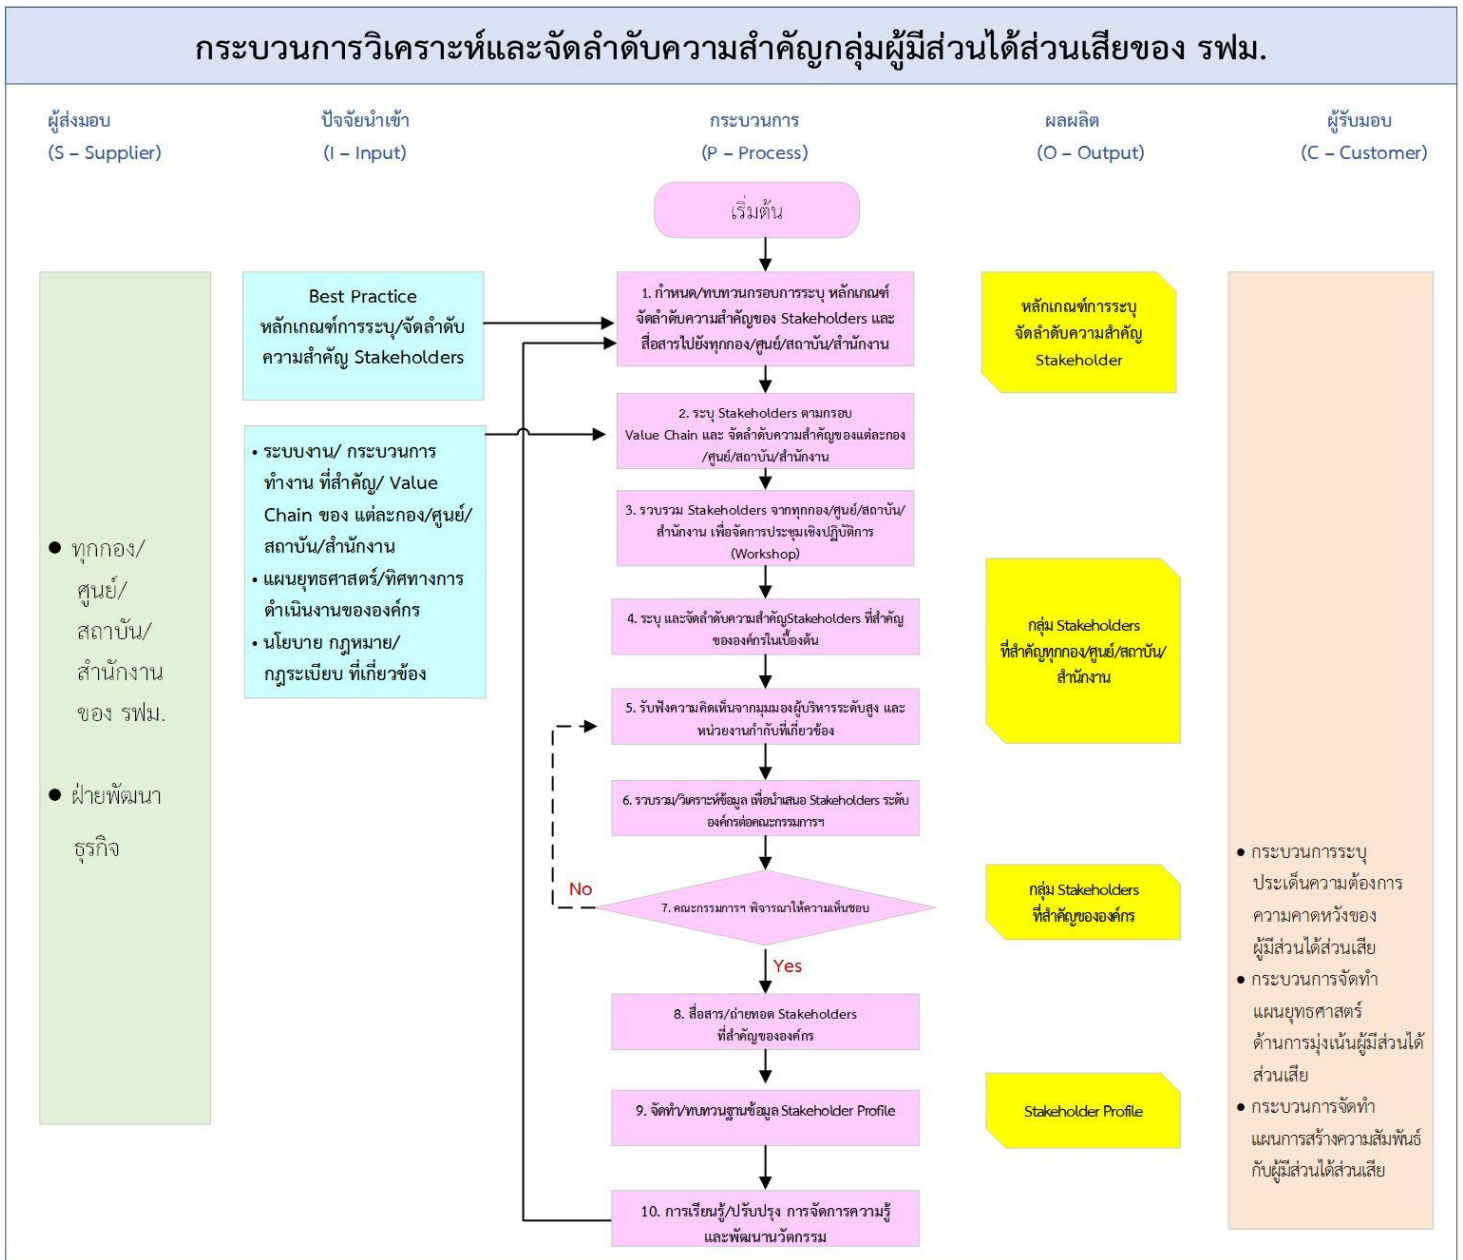 กระบวนการวิเคราะห์และจัดลำดับความสำคัญกลุ่มผู้มีส่วนได้ส่วนเสียของ รฟม.
ผู้ส่งมอบ
(S – Supplier)
ปัจจัยนำเข้า
(I – Input)
กระบวนการ
(P – Process)
ผลผลิต
(O – Output)
ผู้รับมอบ
(C – Customer)
● ทุกกอง/
ศูนย์/
สถาบัน/
สำนักงาน
ของ รฟม.
● ฝ่ายพัฒนา
ธุรกิจ
Best Practice
หลักเกณฑ์การระบุ/จัดลำดับ
ความสำคัญ Stakeholders
• ระบบงาน/ กระบวนการ
ทำงาน ที่สำคัญ/ Value
Chain ของ แต่ละกอง/ศูนย์/
สถาบัน/สำนักงาน
• แผนยุทธศาสตร์/ทิศทางการ
ดำเนินงานขององค์กร
• นโยบาย กฎหมาย/
กฎระเบียบ ที่เกี่ยวข้อง
เริ่มต้น
1. กำหนด/ทบทวนกรอบการระบุ หลักเกณฑ์
จัดลำดับความสำคัญของ Stakeholders และ
สื่อสารไปยังทุกกอง/ศูนย์/สถาบัน/สำนักงาน
2. ระบุ Stakeholders ตามกรอบ
Value Chain และ จัดลำดับความสำคัญของแต่ละกอง
/ศูนย์/สถาบัน/สำนักงาน
3. รวบรวม Stakeholders จากทุกกอง/ศูนย์/สถาบัน/
สำนักงาน เพื่อจัดการประชุมเชิงปฏิบัติการ
(Workshop)
4. ระบุ และจัดลำดับความสำคัญStakeholders ที่สำคัญ
ขององค์กรในเบื้องต้น
5. รับฟังความคิดเห็นจากมุมมองผู้บริหารระดับสูง และ
หน่วยงานกำกับที่เกี่ยวข้อง
6. รวบรวม/วิเคราะห์ข้อมูล เพื่อนำเสนอ Stakeholders ระดับ
องค์กรต่อคณะกรรมการฯ
No
7. คณะกรรมการฯ พิจารณาให้ความเห็นชอบ
Yes
8. สื่อสาร/ถ่ายทอด Stakeholders
ที่สำคัญขององค์กร
9. จัดทำ/ทบทวนฐานข้อมูล Stakeholder Profile
10. การเรียนรู้/ปรับปรุง การจัดการความรู้
และพัฒนานวัตกรรม
หลักเกณฑ์การระบุ
จัดลำดับความสำคัญ
Stakeholder
กลุ่ม Stakeholders
ที่สำคัญทุกกอง/ศูนย์/สถาบัน/
สำนักงาน
กลุ่ม Stakeholders
ที่สำคัญขององค์กร
Stakeholder Profile
● กระบวนการระบุ
ประเด็นความต้องการ
ความคาดหวังของ
ผู้มีส่วนได้ส่วนเสีย
● กระบวนการจัดทำ
แผนยุทธศาสตร์
ด้านการมุ่งเน้นผู้มีส่วนได้
ส่วนเสีย
● กระบวนการจัดทำ
แผนการสร้างความสัมพันธ์
กับผู้มีส่วนได้ส่วนเสีย